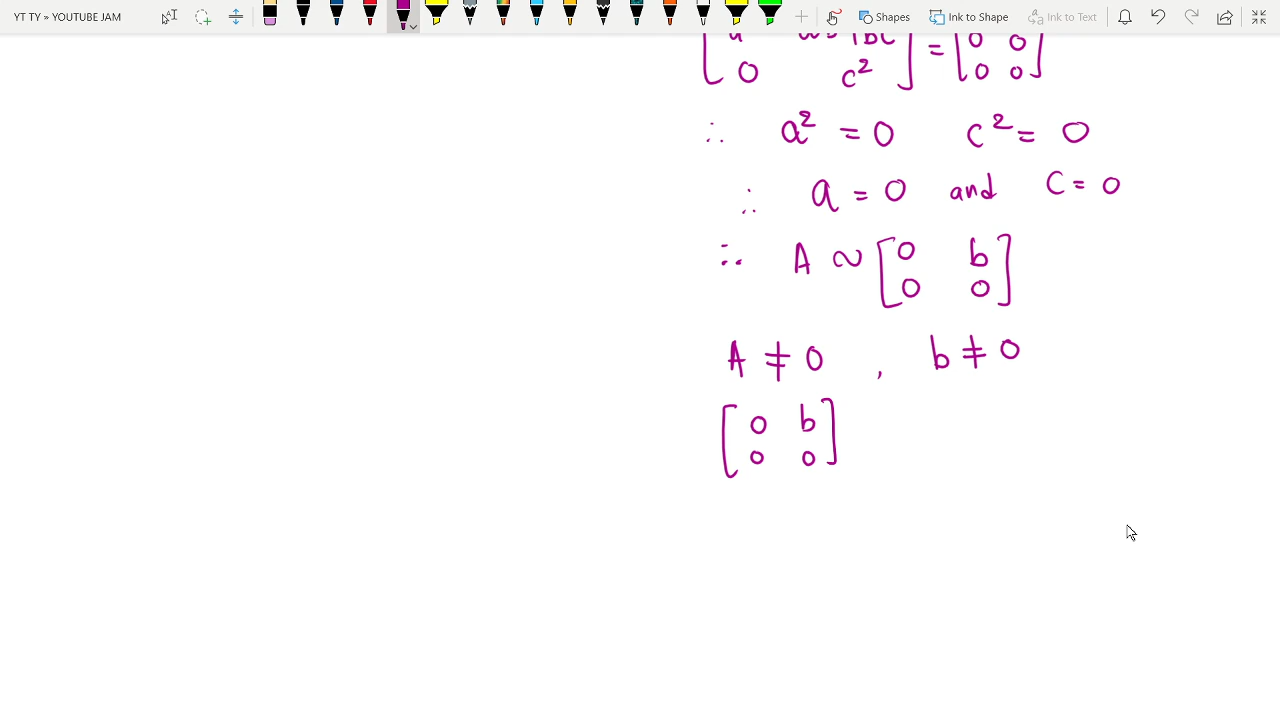 YT TY » YOUTUBE JAM Shapes Ink to Shape Ink to Text
= [0 0
0 c² 0 0]
∴ a² = 0 c² = 0
∴ a = 0 and c = 0
∴ A ~ [0 b
0 0]
A ≠ 0 , b ≠ 0
[0 b
0 0]